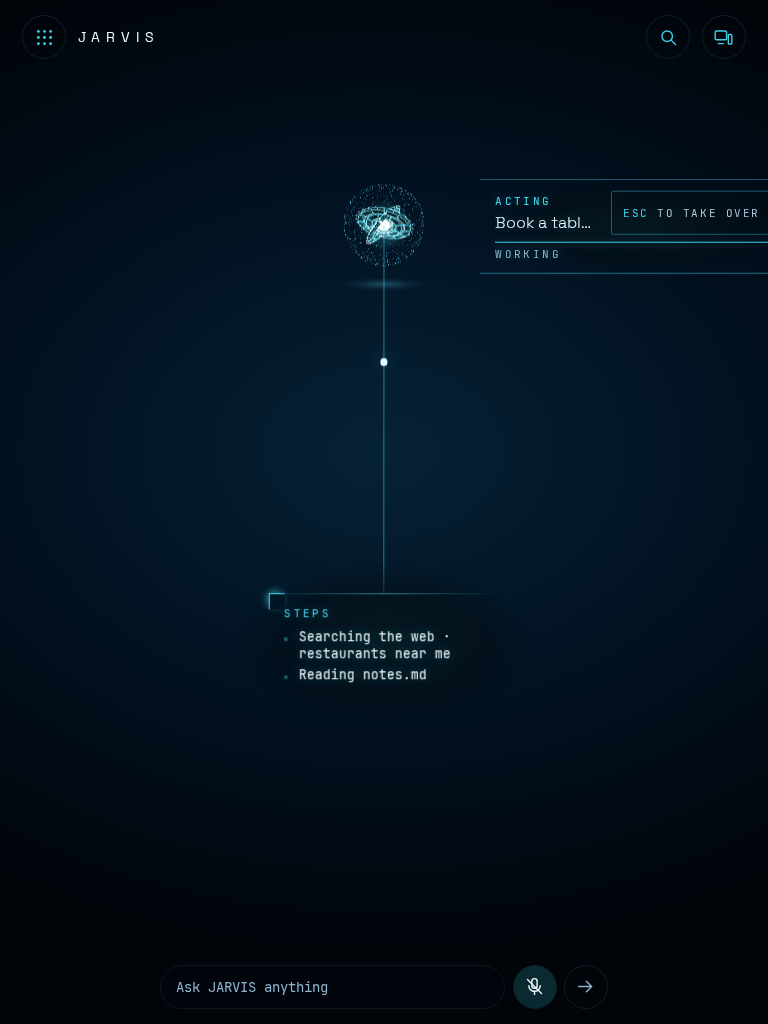 JARVIS
ACTING
Book a tabl…
ESC TO TAKE OVER
WORKING
STEPS
Searching the web ·
restaurants near me
Reading notes.md
Ask JARVIS anything